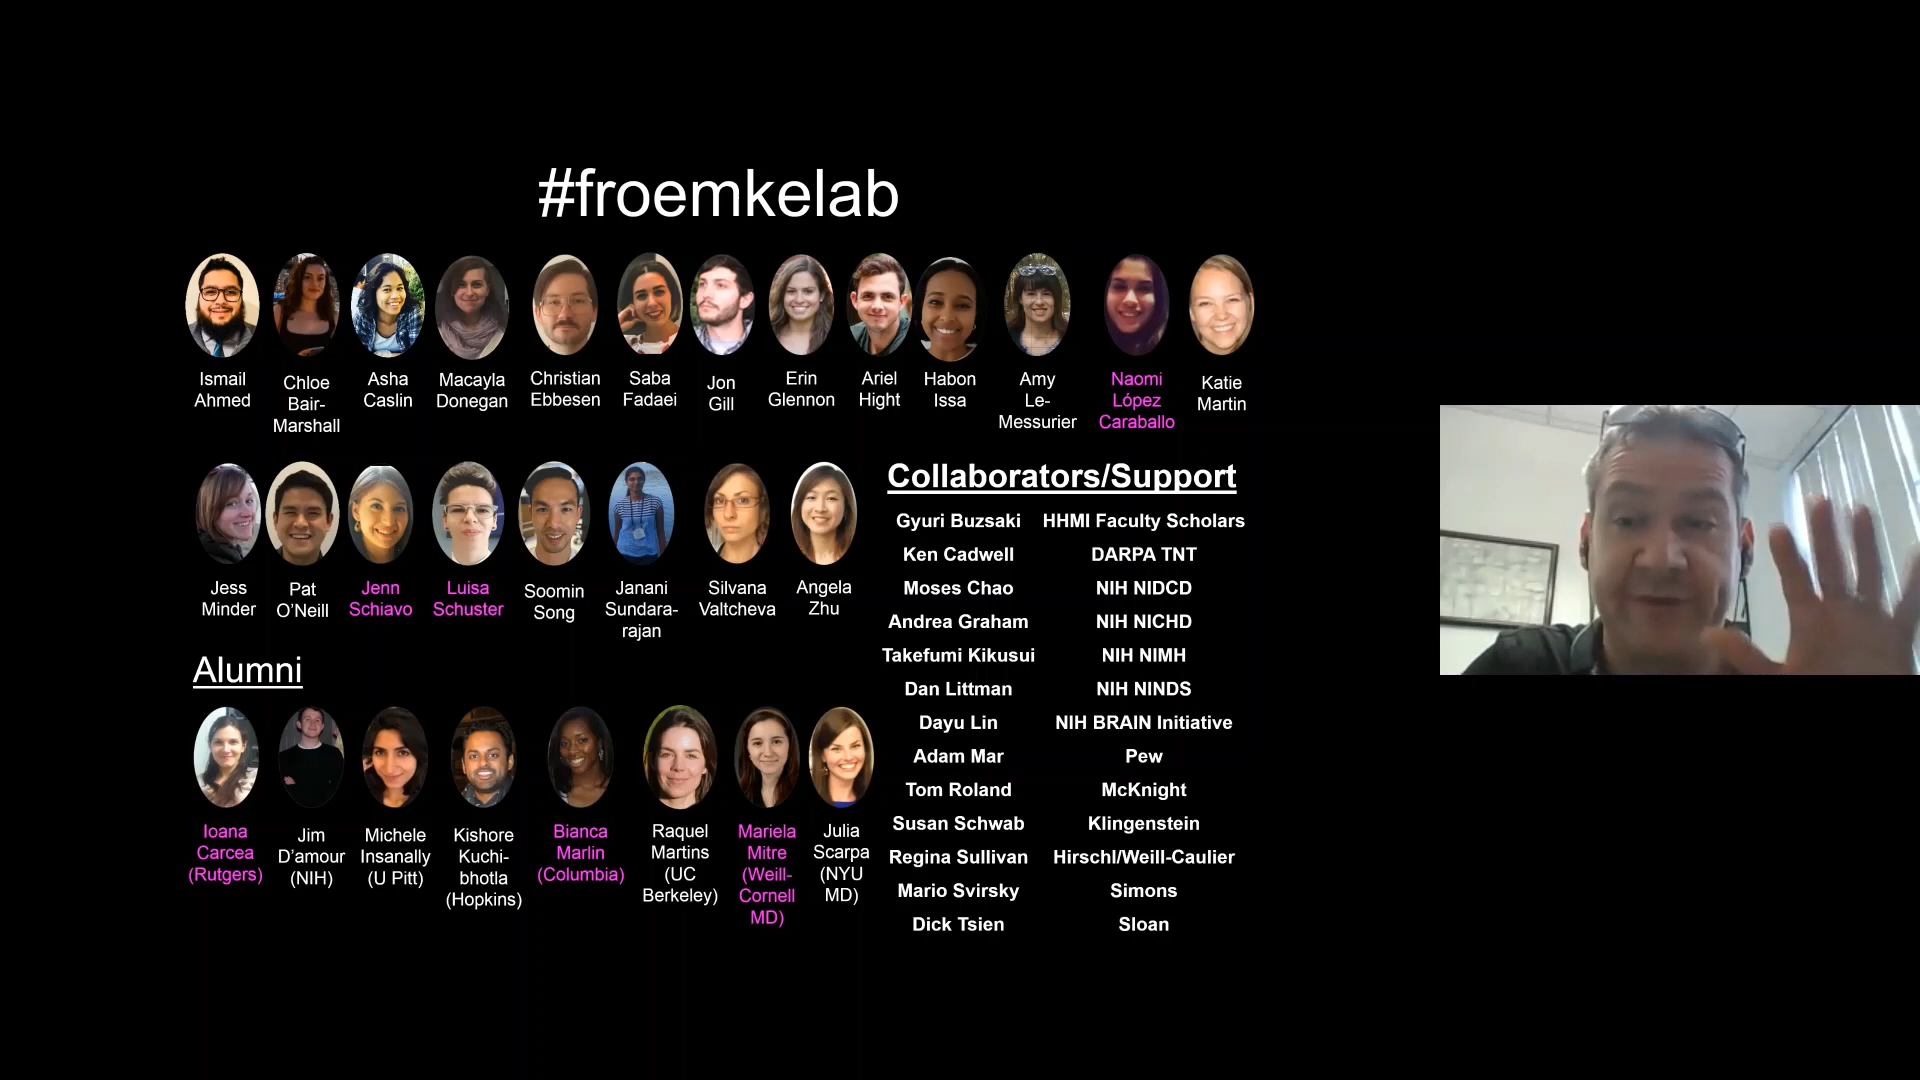 #froemkelab
Ismail
Ahmed
Chloe
Bair-
Marshall
Asha
Caslin
Macayla
Donegan
Christian
Ebbesen
Saba
Fadaei
Jon
Gill
Erin
Glennon
Ariel
Hight
Habon
Issa
Amy
Le-
Messurier
Naomi
López
Caraballo
Katie
Martin
Jess
Minder
Pat
O’Neill
Jenn
Schiavo
Luisa
Schuster
Soomin
Song
Janani
Sundara-
rajan
Silvana
Valtcheva
Angela
Zhu
Alumni
Ioana
Carcea
(Rutgers)
Jim
D’amour
(NIH)
Michele
Insanally
(U Pitt)
Kishore
Kuchi-
bhotla
(Hopkins)
Bianca
Marlin
(Columbia)
Raquel
Martins
(UC
Berkeley)
Mariela
Mitre
(Weill-
Cornell
MD)
Julia
Scarpa
(NYU
MD)
Collaborators/Support
Gyuri Buzsaki
Ken Cadwell
Moses Chao
Andrea Graham
Takefumi Kikusui
Dan Littman
Dayu Lin
Adam Mar
Tom Roland
Susan Schwab
Regina Sullivan
Mario Svirsky
Dick Tsien
HHMI Faculty Scholars
DARPA TNT
NIH NIDCD
NIH NICHD
NIH NIMH
NIH NINDS
NIH BRAIN Initiative
Pew
McKnight
Klingenstein
Hirschl/Weill-Caulier
Simons
Sloan